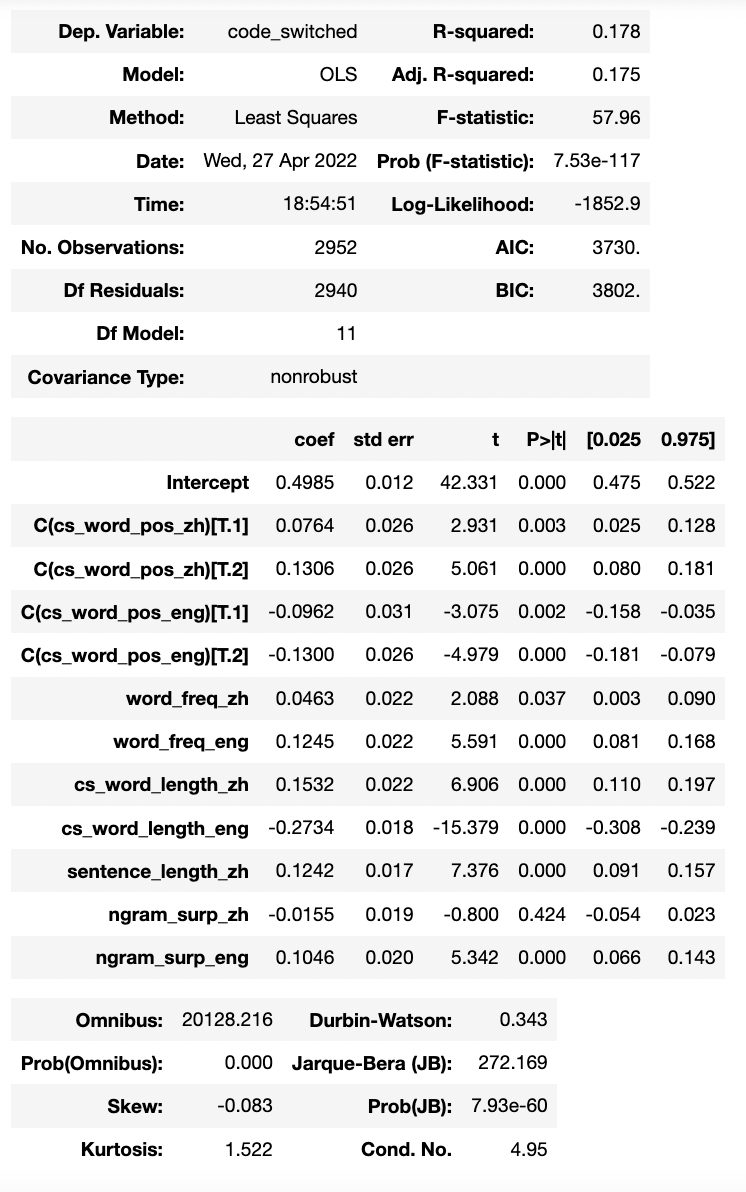 Dep. Variable: code_switched R-squared: 0.178
Model: OLS Adj. R-squared: 0.175
Method: Least Squares F-statistic: 57.96
Date: Wed, 27 Apr 2022 Prob (F-statistic): 7.53e-117
Time: 18:54:51 Log-Likelihood: -1852.9
No. Observations: 2952 AIC: 3730.
Df Residuals: 2940 BIC: 3802.
Df Model: 11
Covariance Type: nonrobust
coef std err t P>|t| [0.025 0.975]
Intercept 0.4985 0.012 42.331 0.000 0.475 0.522
C(cs_word_pos_zh)[T.1] 0.0764 0.026 2.931 0.003 0.025 0.128
C(cs_word_pos_zh)[T.2] 0.1306 0.026 5.061 0.000 0.080 0.181
C(cs_word_pos_eng)[T.1] -0.0962 0.031 -3.075 0.002 -0.158 -0.035
C(cs_word_pos_eng)[T.2] -0.1300 0.026 -4.979 0.000 -0.181 -0.079
word_freq_zh 0.0463 0.022 2.088 0.037 0.003 0.090
word_freq_eng 0.1245 0.022 5.591 0.000 0.081 0.168
cs_word_length_zh 0.1532 0.022 6.906 0.000 0.110 0.197
cs_word_length_eng -0.2734 0.018 -15.379 0.000 -0.308 -0.239
sentence_length_zh 0.1242 0.017 7.376 0.000 0.091 0.157
ngram_surp_zh -0.0155 0.019 -0.800 0.424 -0.054 0.023
ngram_surp_eng 0.1046 0.020 5.342 0.000 0.066 0.143
Omnibus: 20128.216 Durbin-Watson: 0.343
Prob(Omnibus): 0.000 Jarque-Bera (JB): 272.169
Skew: -0.083 Prob(JB): 7.93e-60
Kurtosis: 1.522 Cond. No. 4.95